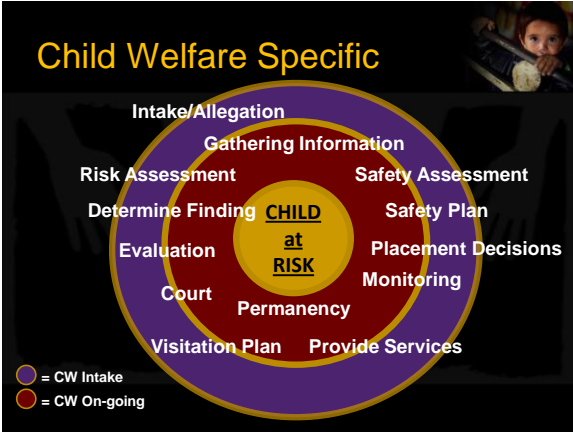 Child Welfare Specific
Intake/Allegation
Gathering Information
Risk Assessment
Safety Assessment
Determine Finding
CHILD
at
RISK
Safety Plan
Evaluation
Placement Decisions
Monitoring
Court
Permanency
Visitation Plan
Provide Services
= CW Intake
= CW On-going